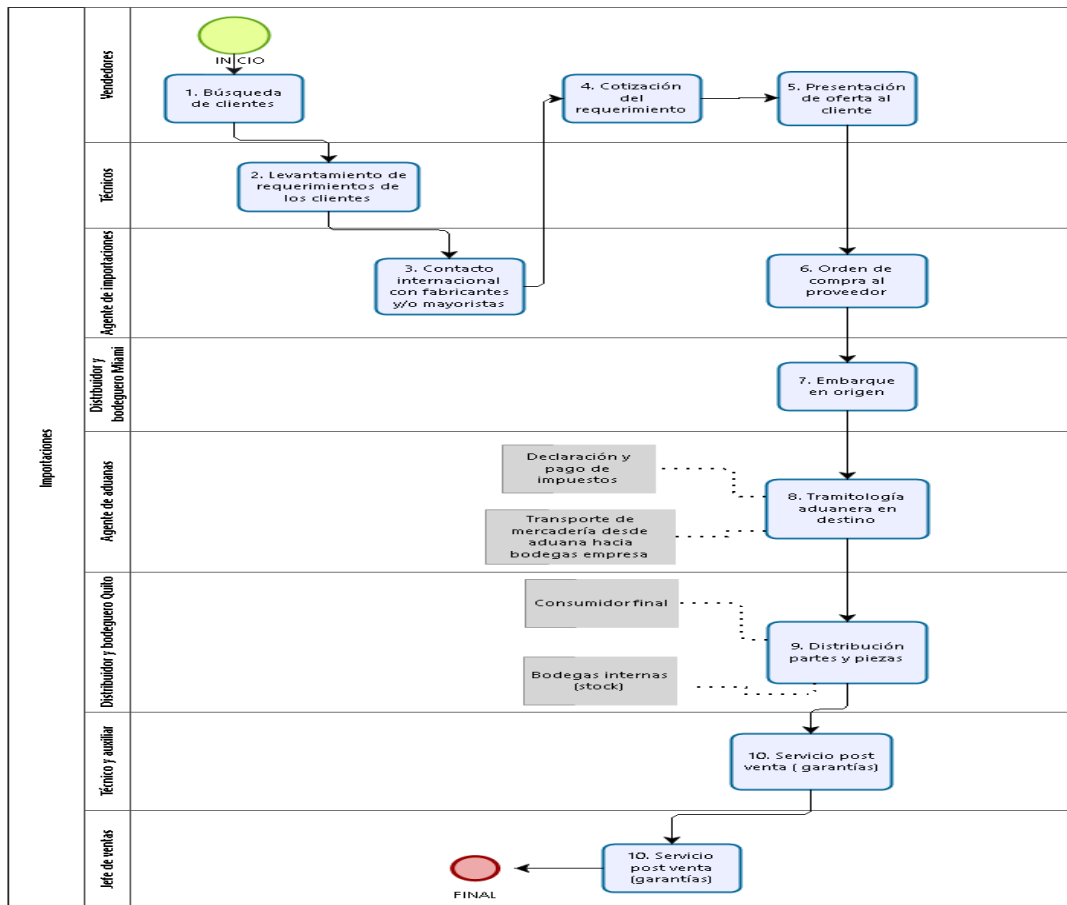 Importaciones
Vendedores
INICIO
1. Búsqueda
de clientes
4. Cotización
del
requerimiento
5. Presentación
de oferta al
cliente
Técnicos
2. Levantamiento de
requerimientos de
los clientes
Agente de importaciones
3. Contacto
internacional
con fabricantes
y/o mayoristas
6. Orden de
compra al
proveedor
Distribuidor y
bodeguero Miami
7. Embarque
en origen
Agente de aduanas
Declaración y
pago de
impuestos
8. Tramitología
aduanera en
destino
Transporte de
mercadería desde
aduana hacia
bodegas empresa
Distribuidor y bodeguero Quito
Consumidor final
9. Distribución
partes y piezas
Bodegas internas
(stock)
Técnico y auxiliar
10. Servicio post
venta ( garantías)
Jefe de ventas
10. Servicio
post venta
(garantías)
FINAL